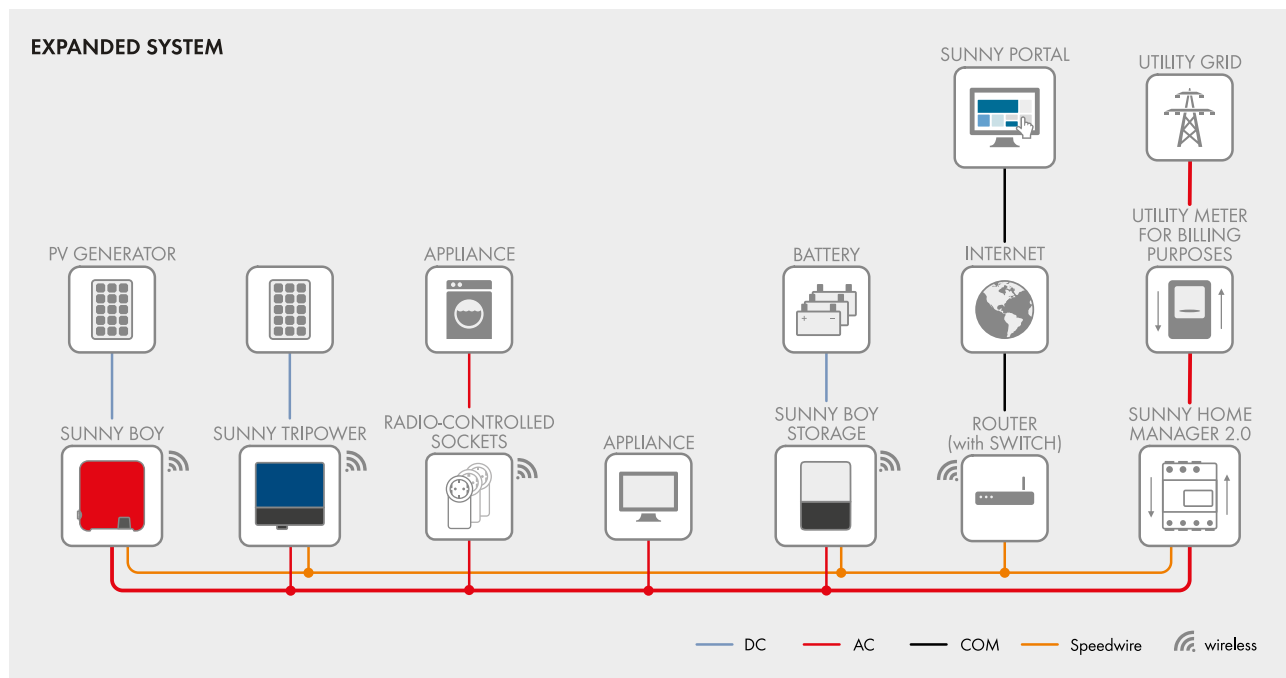 EXPANDED SYSTEM
SUNNY PORTAL
UTILITY GRID
PV GENERATOR
APPLIANCE
BATTERY
INTERNET
UTILITY METER
FOR BILLING
PURPOSES
SUNNY BOY
SUNNY TRIPOWER
RADIO-CONTROLLED
SOCKETS
APPLIANCE
SUNNY BOY
STORAGE
ROUTER
(with SWITCH)
SUNNY HOME
MANAGER 2.0
DC
AC
COM
Speedwire
wireless